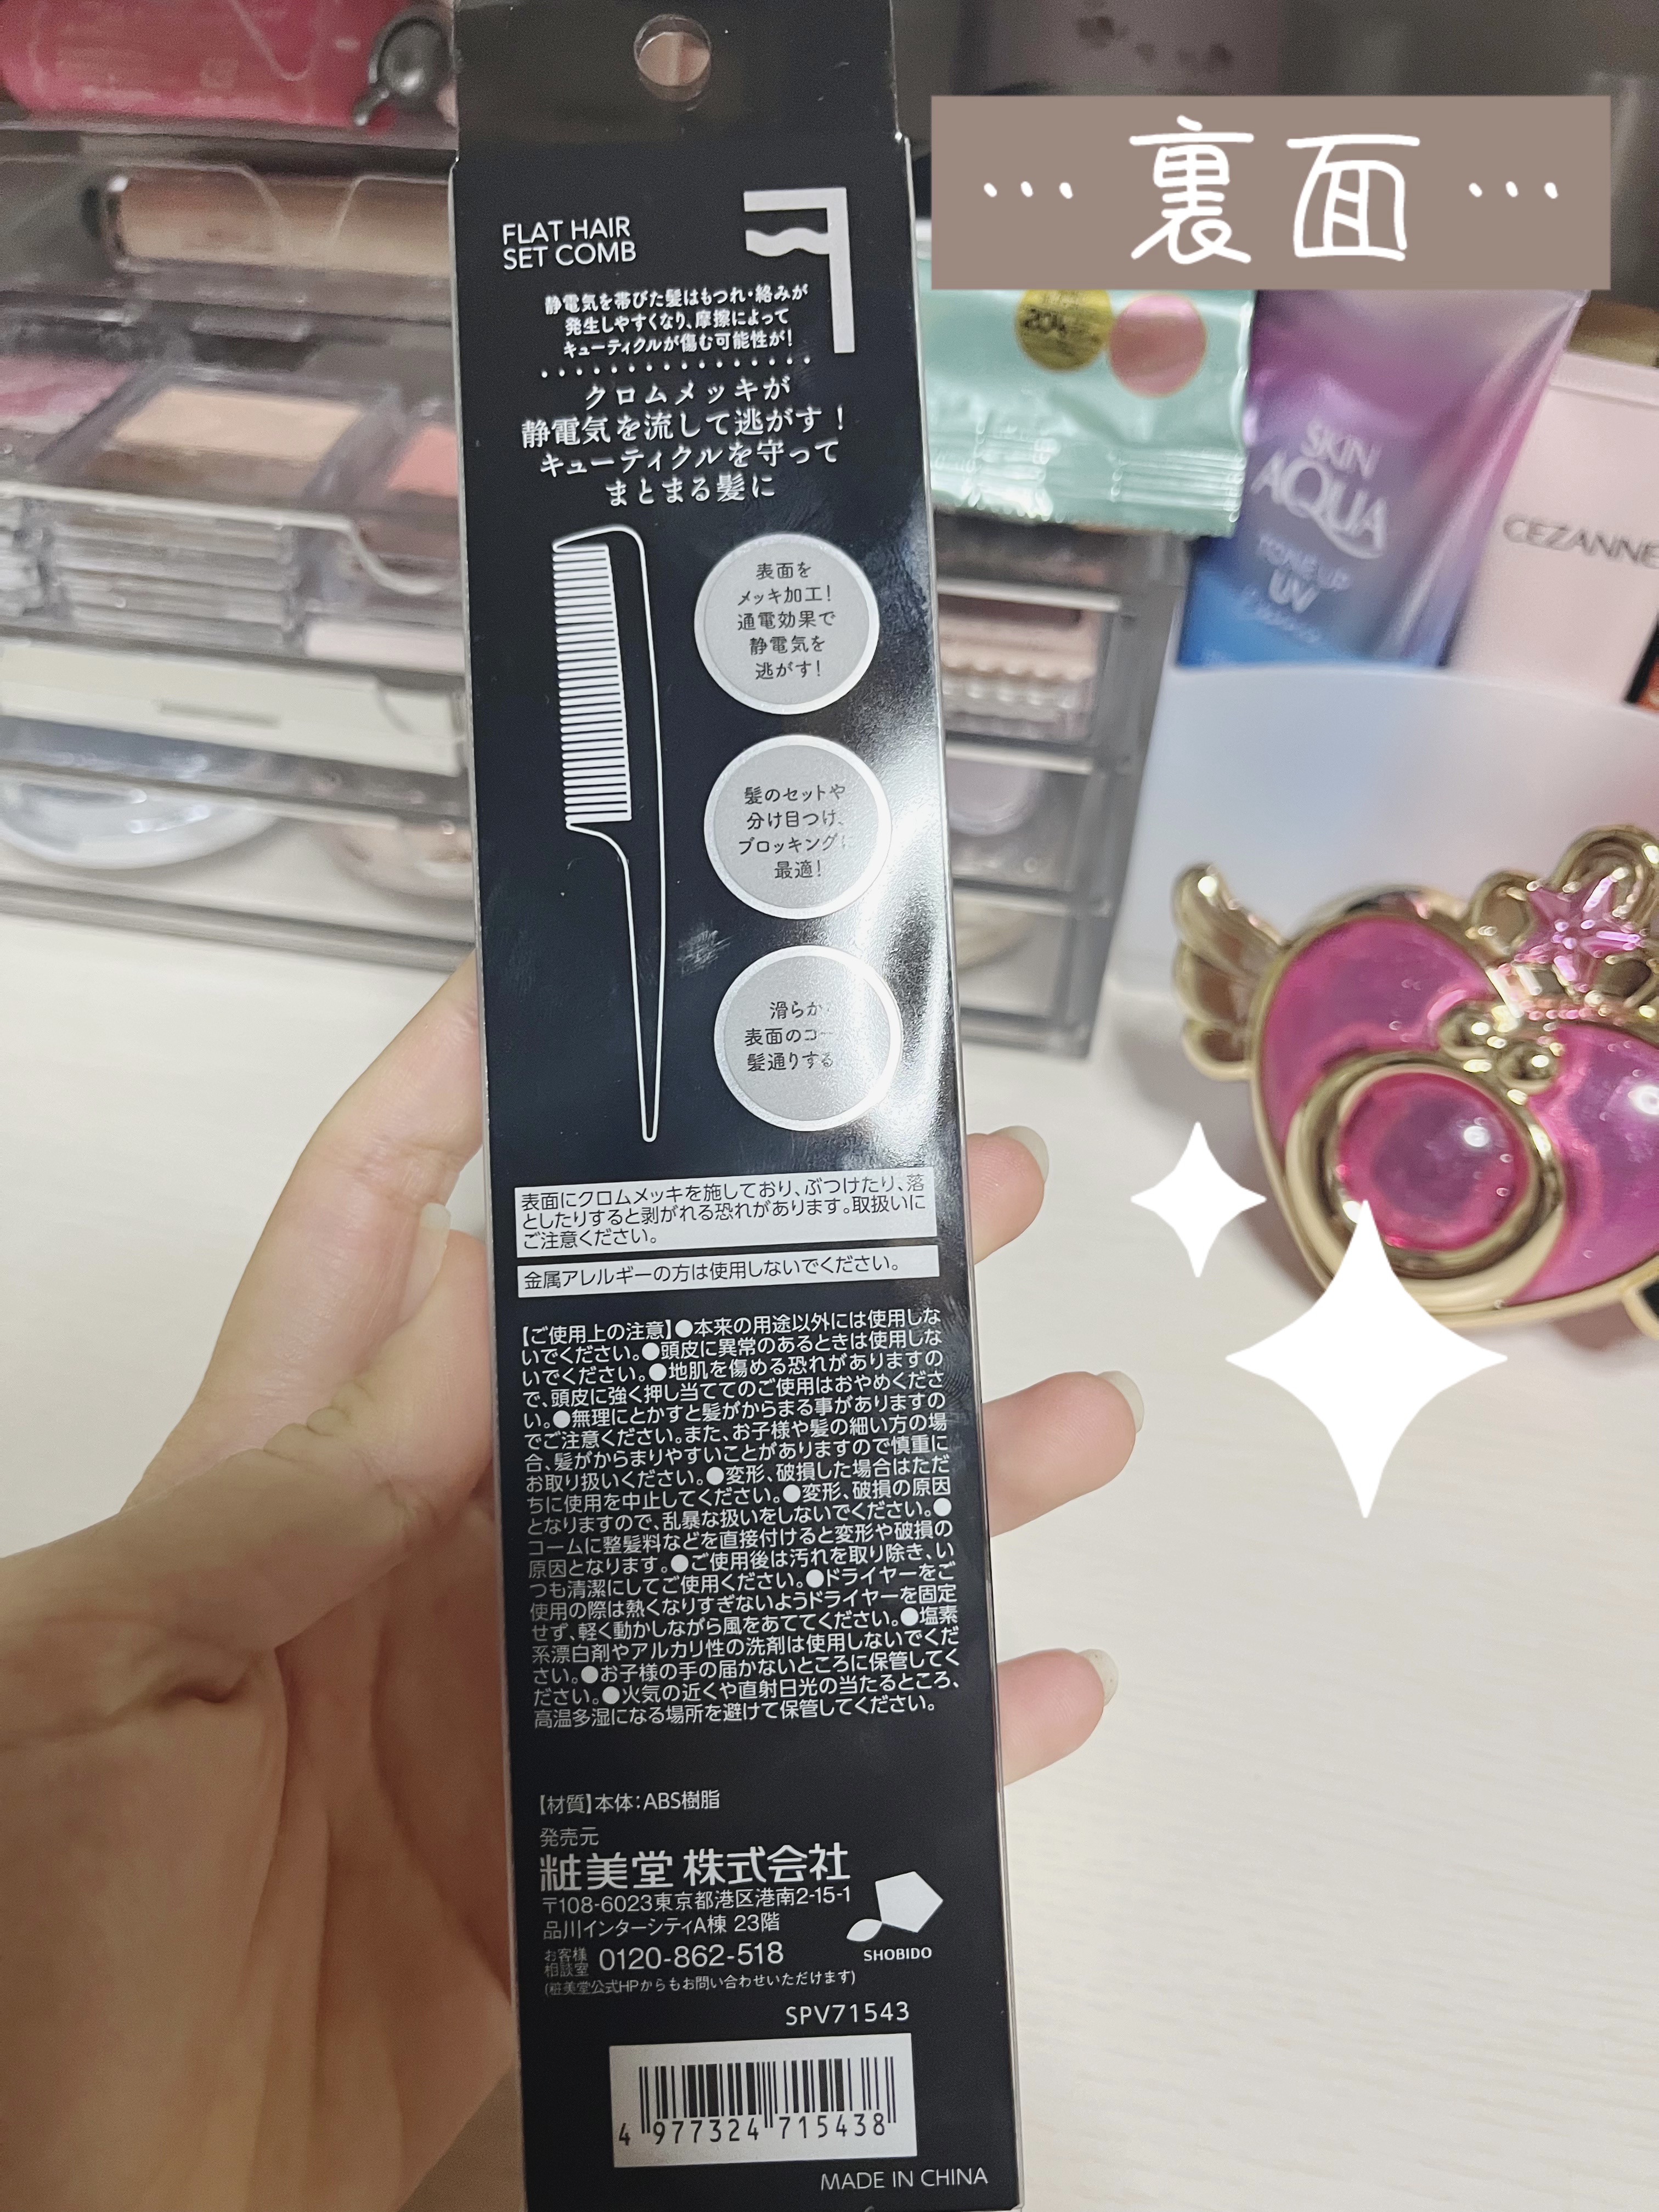 … 裏面 …
FLAT HAIR
SET COMB
静電気を帯びた髪はもつれ・絡みが
発生しやすくなり、摩擦によって
キューティクルが傷む可能性が!
クロムメッキが
静電気を流して逃がす!
キューティクルを守って
まとまる髪に
表面を
メッキ加工!
通電効果で
静電気を
逃がす!
髪のセットや
分け目つけ、
ブロッキング
最適!
滑らか
表面のコー
髪通りする
表面にクロムメッキを施しており、ぶつけたり、落
としたりすると剥がれる恐れがあります。取扱いに
ご注意ください。
金属アレルギーの方は使用しないでください。
【ご使用上の注意】●本来の用途以外には使用しな
いでください。●頭皮に異常のあるときは使用しな
いでください。●地肌を傷める恐れがありますの
で、頭皮に強く押し当ててのご使用はおやめくださ
い。●無理にとかすと髪がからまる事がありますの
でご注意ください。また、お子様や髪の細い方の場
合、髪がからまりやすいことがありますので慎重に
お取り扱いください。●変形、破損した場合はただ
ちに使用を中止してください。●変形、破損の原因
となりますので、乱暴な扱いをしないでください。●
コームに整髪料などを直接付けると変形や破損の
原因となります。●ご使用後は汚れを取り除き、い
つも清潔にしてご使用ください。●ドライヤーをご
使用の際は熱くなりすぎないようドライヤーを固定
せず、軽く動かしながら風をあててください。●塩素
系漂白剤やアルカリ性の洗剤は使用しないでくだ
さい。●お子様の手の届かないところに保管してく
ださい。●火気の近くや直射日光の当たるところ、
高温多湿になる場所を避けて保管してください。
【材質】本体:ABS樹脂
発売元
粧美堂 株式会社
〒108-6023東京都港区港南2-15-1
品川インターシティA棟 23階
お客様
相談室 0120-862-518
(粧美堂公式HPからもお問い合わせいただけます)
SHOBIDO
SPV71543
4 977324 715438
MADE IN CHINA
SKIN
AQUA
TONE UP
UV
CEZANNE